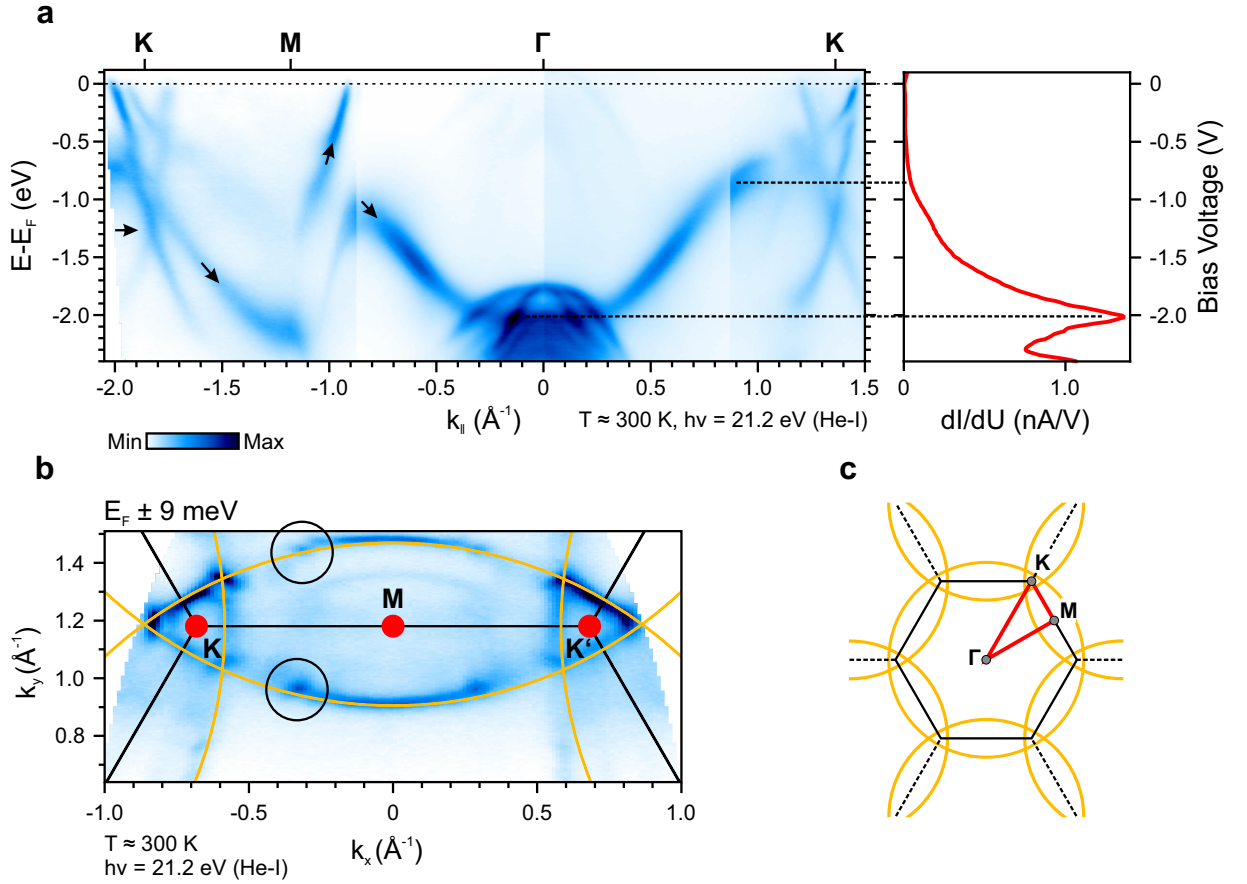 a
K M Γ K
0
-0.5
-1.0
-1.5
-2.0
E-E_F (eV)
-2.0 -1.5 -1.0 -0.5 0 0.5 1.0 1.5
k_∥ (Å⁻¹)
T ≈ 300 K, hν = 21.2 eV (He-I)
Min Max
0
-0.5
-1.0
-1.5
-2.0
Bias Voltage (V)
0 1.0
dI/dU (nA/V)
b
E_F ± 9 meV
1.4
1.2
1.0
0.8
k_y (Å⁻¹)
M
K K‘
-1.0 -0.5 0 0.5 1.0
k_x (Å⁻¹)
T ≈ 300 K
hν = 21.2 eV (He-I)
c
K
M
Γ